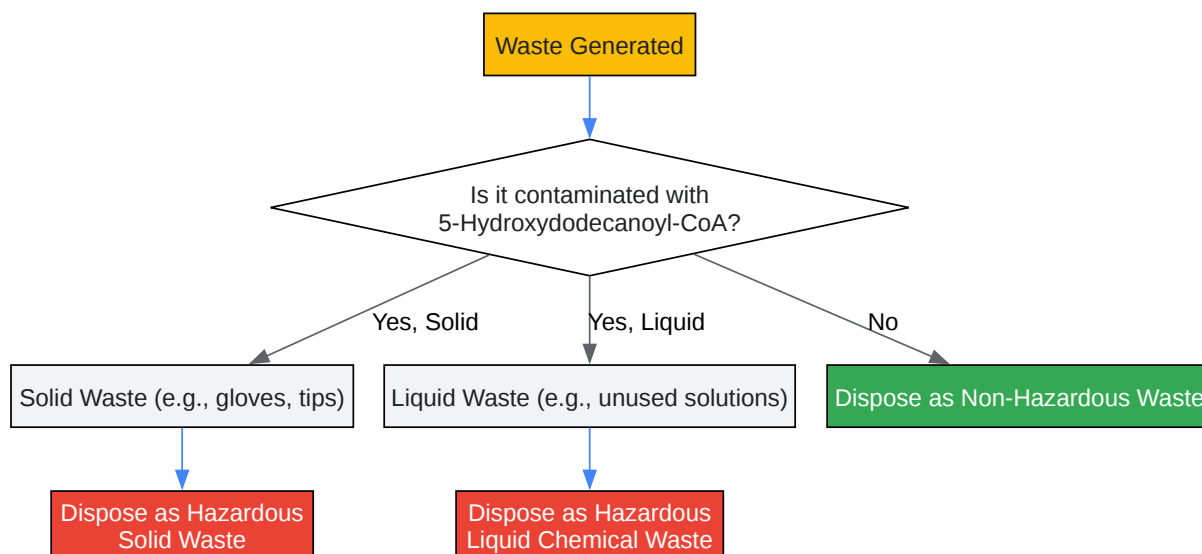 Waste Generated
Is it contaminated with
5-Hydroxydodecanoyl-CoA?
Yes, Solid
Yes, Liquid
No
Solid Waste (e.g., gloves, tips)
Liquid Waste (e.g., unused solutions)
Dispose as Non-Hazardous Waste
Dispose as Hazardous
Solid Waste
Dispose as Hazardous
Liquid Chemical Waste